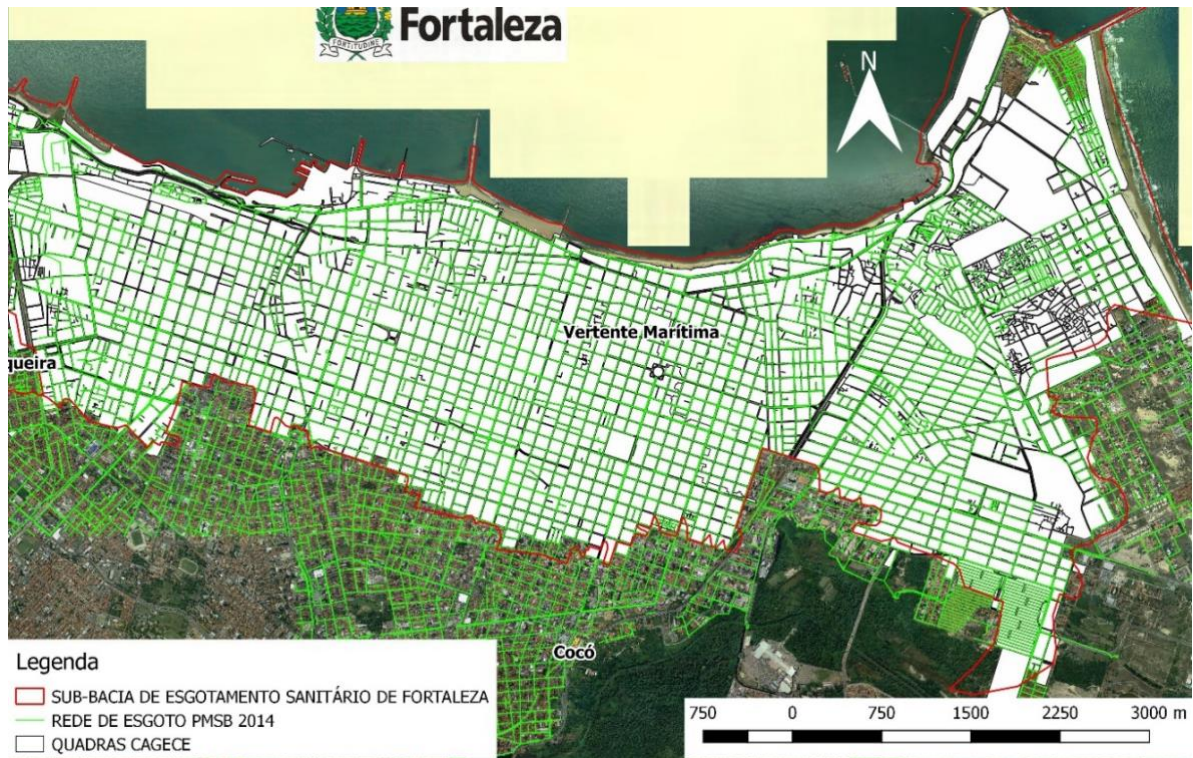 FORTITUDINE
Fortaleza
N
Vertente Marítima
queira
Cocó
Legenda
SUB-BACIA DE ESGOTAMENTO SANITÁRIO DE FORTALEZA
REDE DE ESGOTO PMSB 2014
QUADRAS CAGECE
750 0 750 1500 2250 3000 m